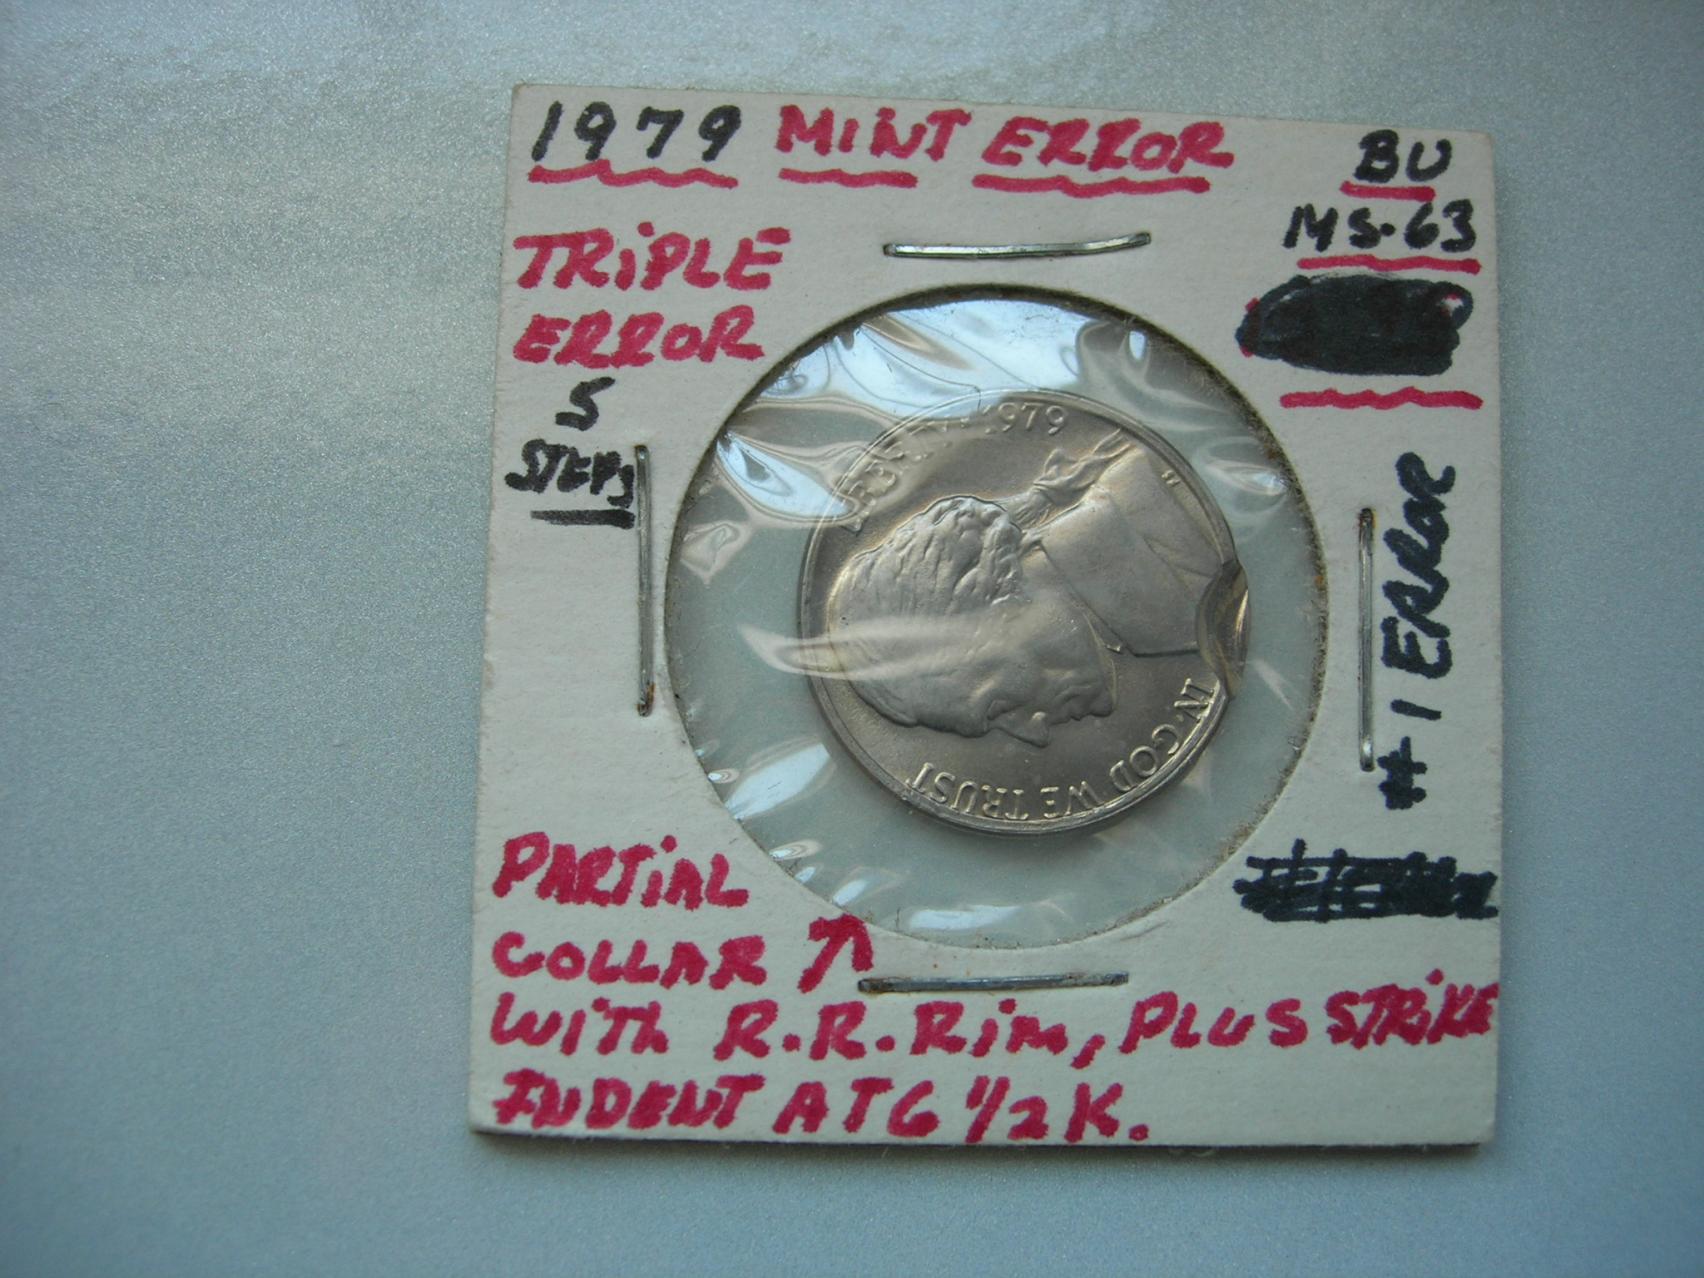 1979 MINT ERROR
BU
MS-63
TRIPLE
ERROR
5
STEPS
LIBERTY 1979
IN GOD WE TRUST
# 1 ERROR
PARTIAL
COLLAR ↗
WITH R.R.RIM, PLUS STRIKE
INDENT AT 6 1/2 K.